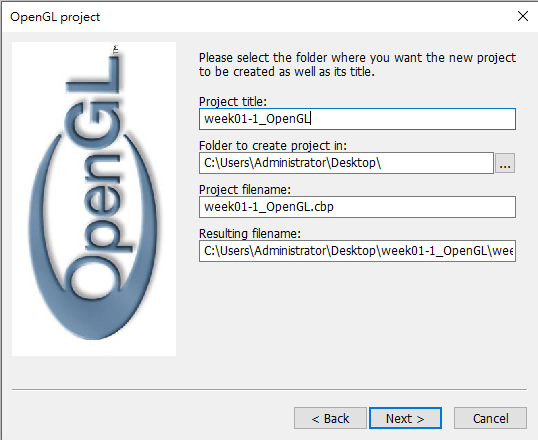 OpenGL project
OpenGL™
Please select the folder where you want the new project
to be created as well as its title.
Project title:
week01-1_OpenGL
Folder to create project in:
C:\Users\Administrator\Desktop\
...
Project filename:
week01-1_OpenGL.cbp
Resulting filename:
C:\Users\Administrator\Desktop\week01-1_OpenGL\wee
< Back
Next >
Cancel